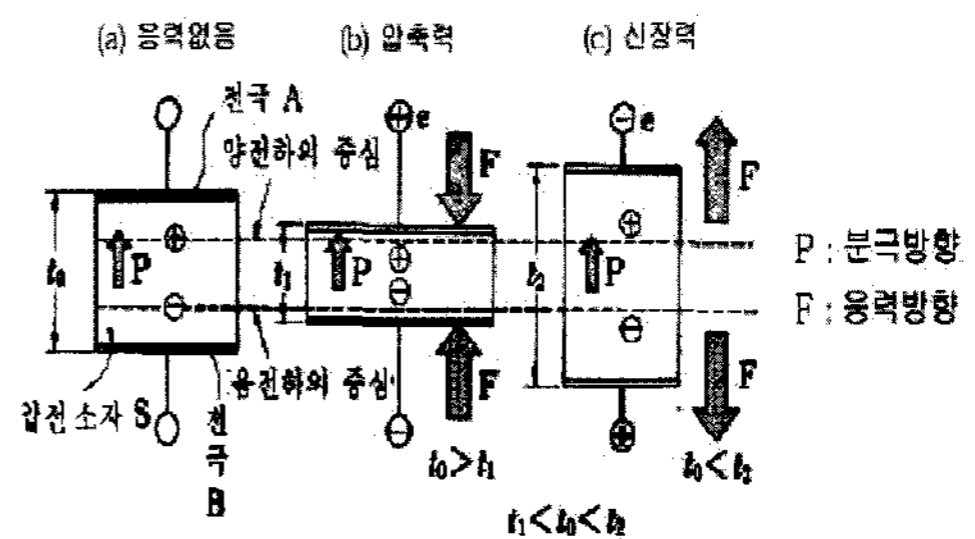 (a) 응력없음 (b) 압축력 (c) 신장력
전극 A
양전하의 중심
⊕ e
⊖ e
F
F
t₀
P
⊕
⊖
t₁
P
⊕
⊖
t₂
P
⊕
⊖
P : 분극방향
F : 응력방향
음전하의 중심
압전 소자 S
전극 B
F
F
⊖
⊕
t₀>t₁
t₀<t₂
t₁<t₀<t₂